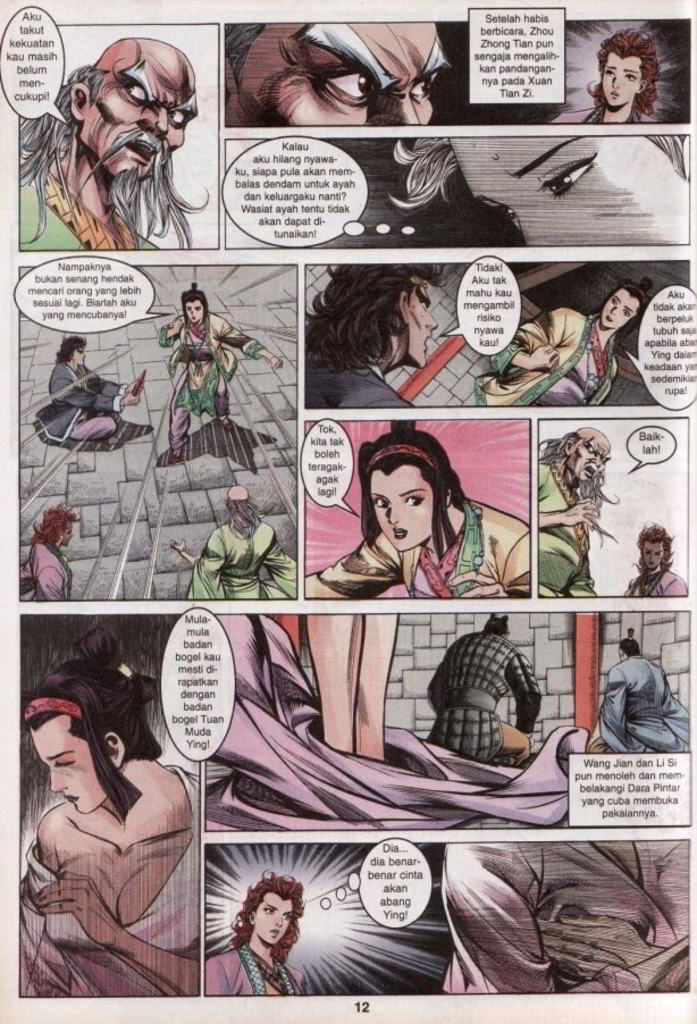 Aku
takut
kekuatan
kau masih
belum
men-
cukupi!
Setelah habis
berbicara, Zhou
Zhong Tian pun
sengaja mengalih-
kan pandangan-
nya pada Xuan
Tian Zi.
Kalau
aku hilang nyawa-
ku, siapa pula akan mem-
balas dendam untuk ayah
dan keluargaku nanti?
Wasiat ayah tentu tidak
akan dapat di-
tunaikan!
Nampaknya
bukan senang hendak
mencari orang yang lebih
sesuai lagi. Biarlah aku
yang mencubanya!
Tidak!
Aku tak
mahu kau
mengambil
risiko
nyawa
kau!
Aku
tidak akan
berpeluk
tubuh saja
apabila abang
Ying dalam
keadaan yang
sedemikian
rupa!
Tok,
kita tak
boleh
teragak-
agak
lagi!
Baik-
lah!
Mula-
mula
badan
bogel kau
mesti di-
rapatkan
dengan
badan
bogel Tuan
Muda
Ying!
Wang Jian dan Li Si
pun menoleh dan mem-
belakangi Dara Pintar
yang cuba membuka
pakaiannya.
Dia...
dia benar-
benar cinta
akan
abang
Ying!
12